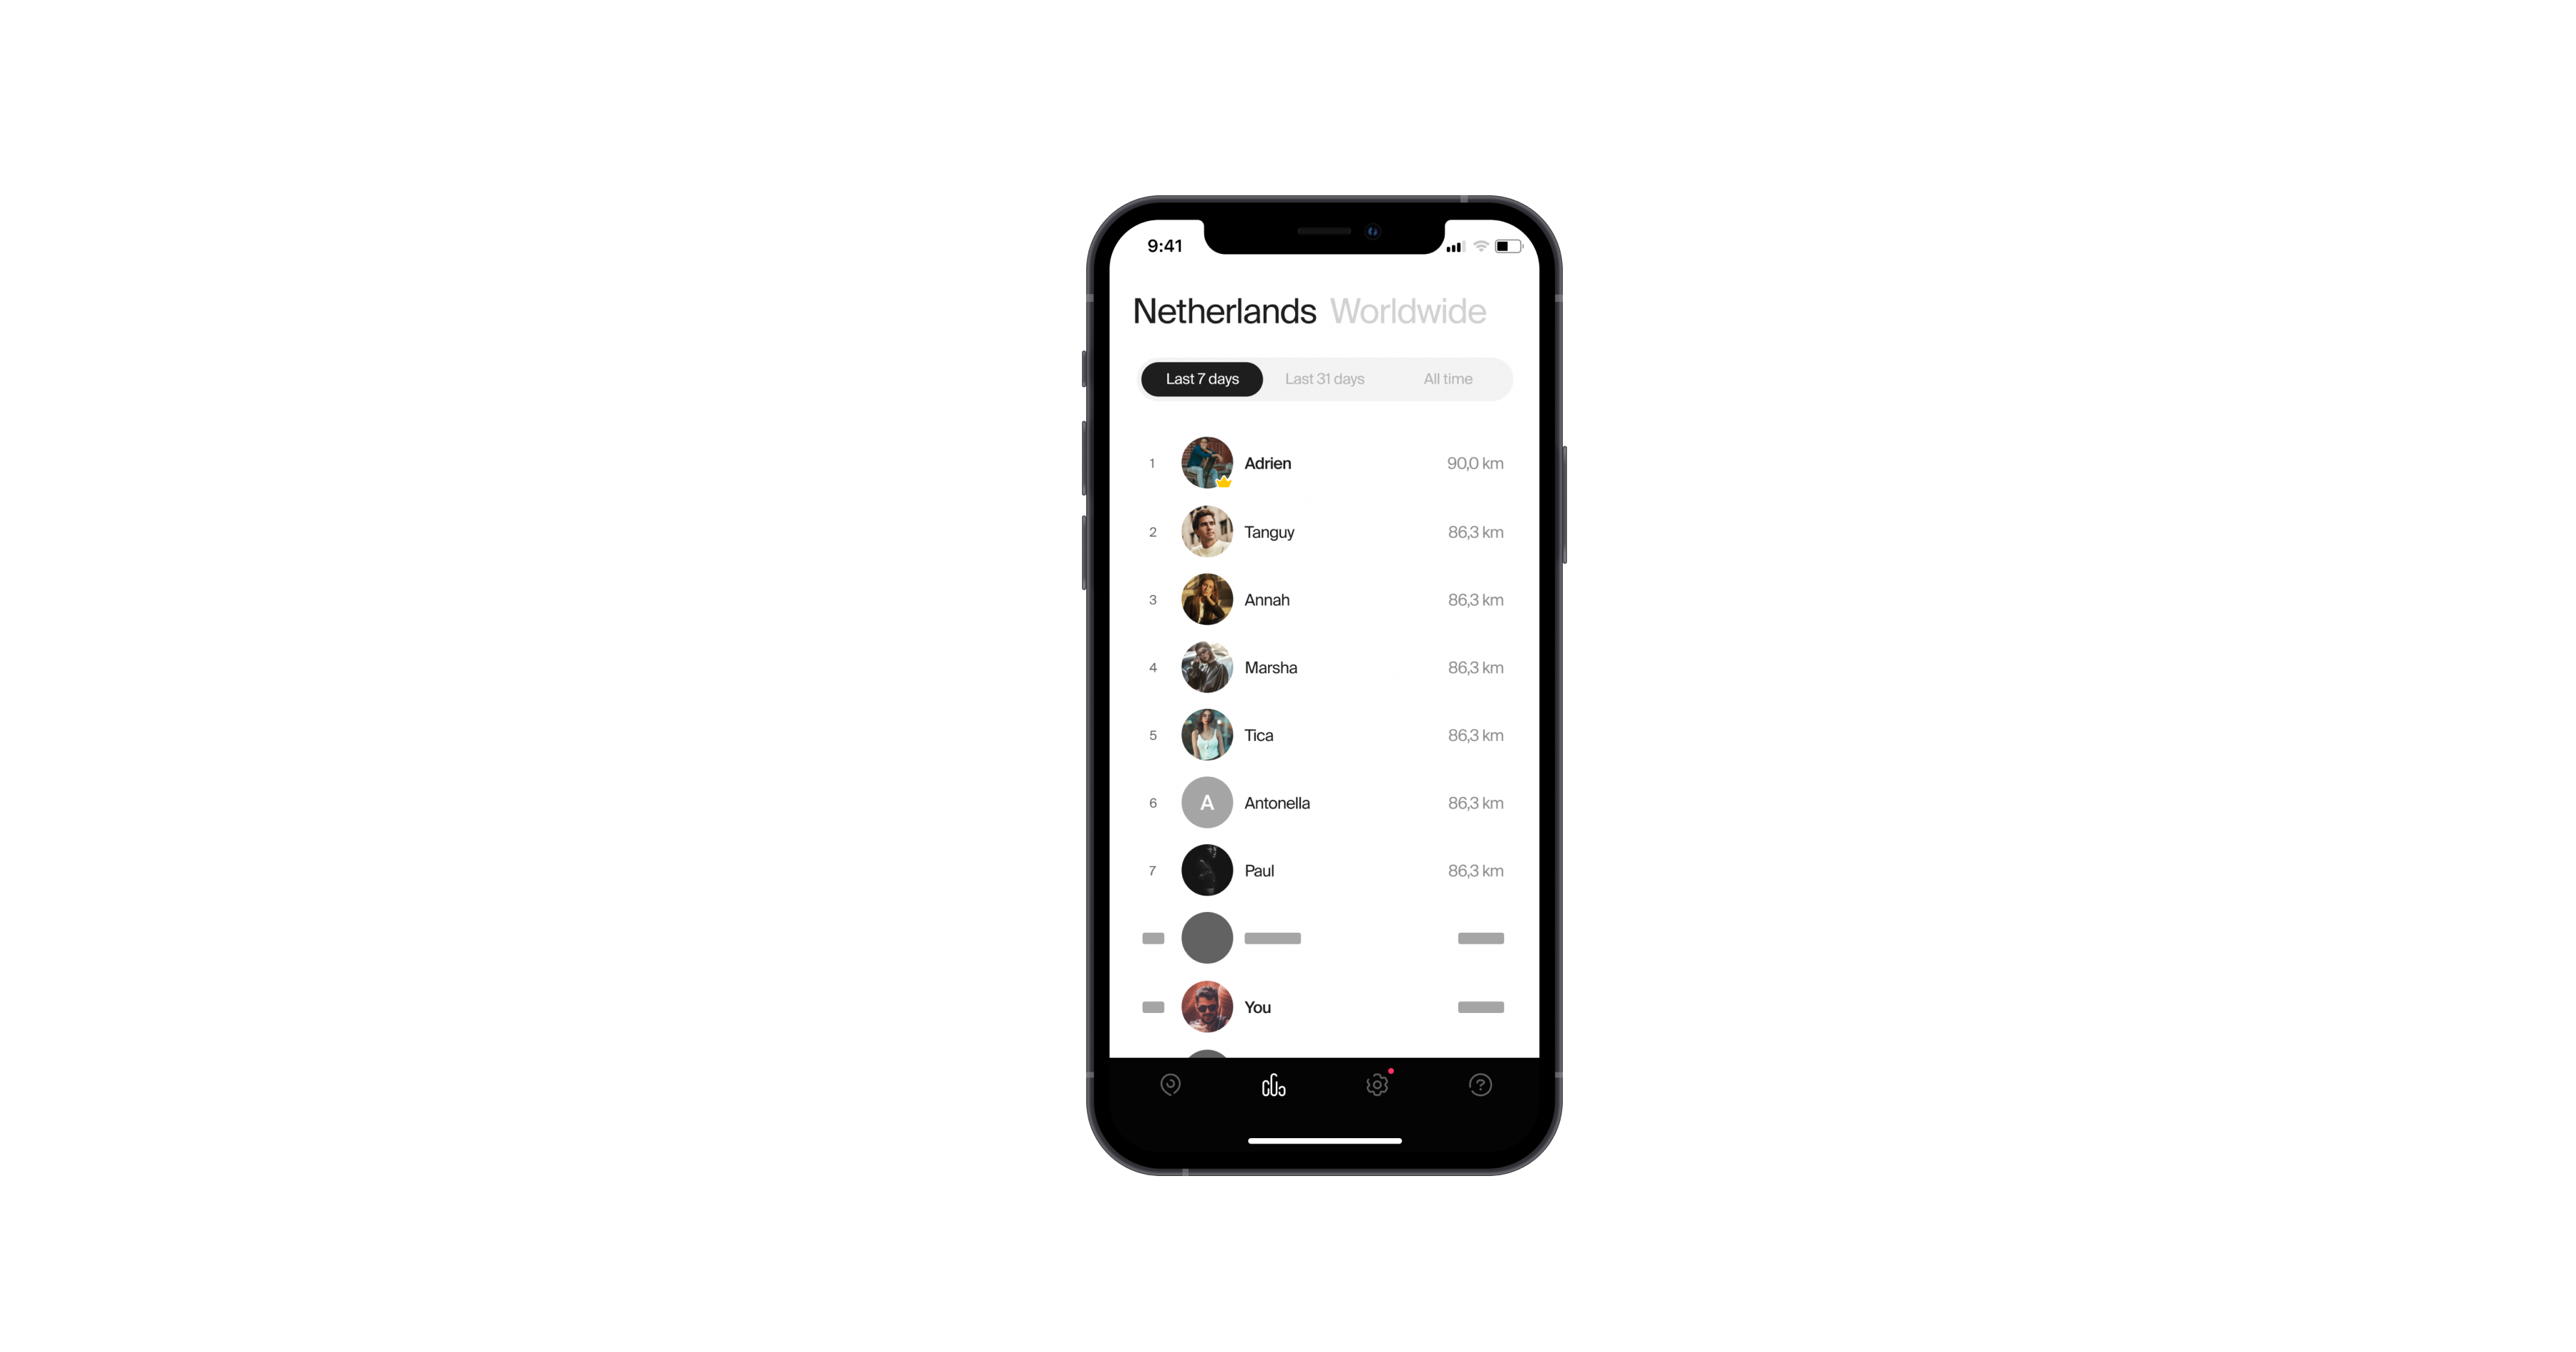 9:41
Netherlands Worldwide
Last 7 days Last 31 days All time
1 Adrien 90,0 km
2 Tanguy 86,3 km
3 Annah 86,3 km
4 Marsha 86,3 km
5 Tica 86,3 km
6 A Antonella 86,3 km
7 Paul 86,3 km
You
?